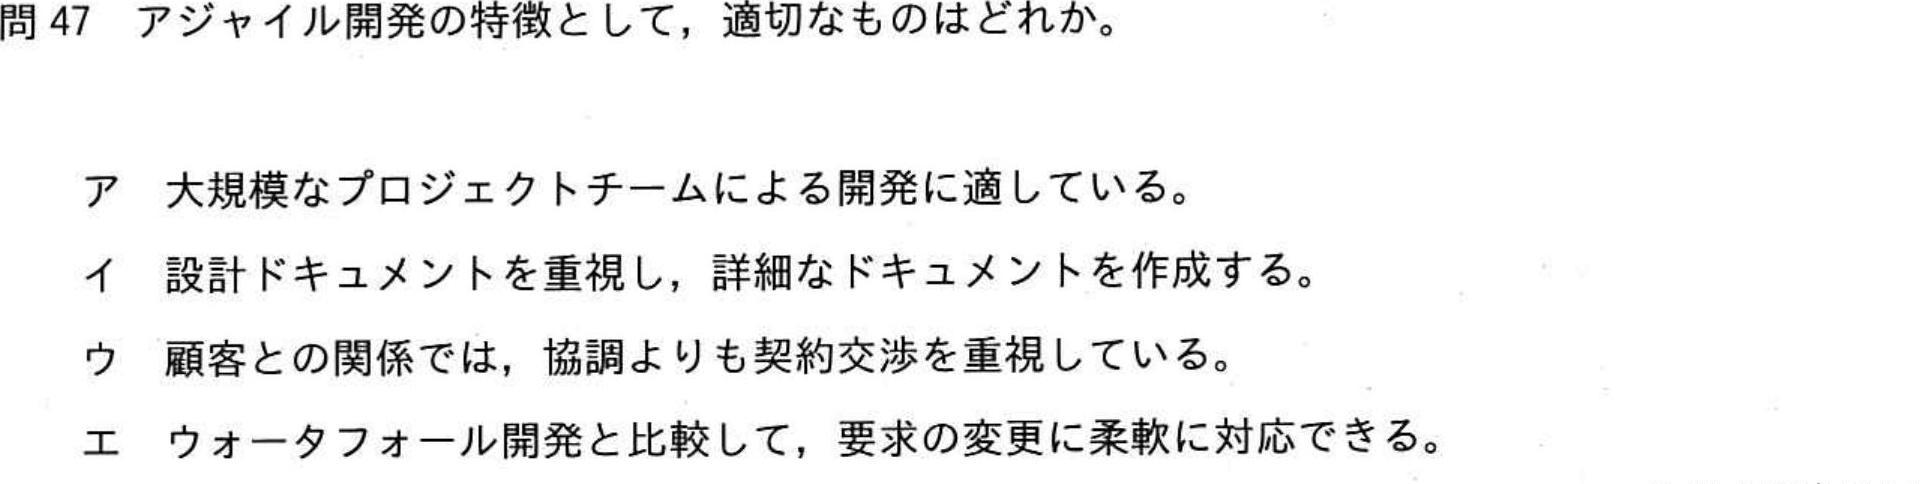 問 47　アジャイル開発の特徴として，適切なものはどれか。
ア　大規模なプロジェクトチームによる開発に適している。
イ　設計ドキュメントを重視し，詳細なドキュメントを作成する。
ウ　顧客との関係では，協調よりも契約交渉を重視している。
エ　ウォータフォール開発と比較して，要求の変更に柔軟に対応できる。